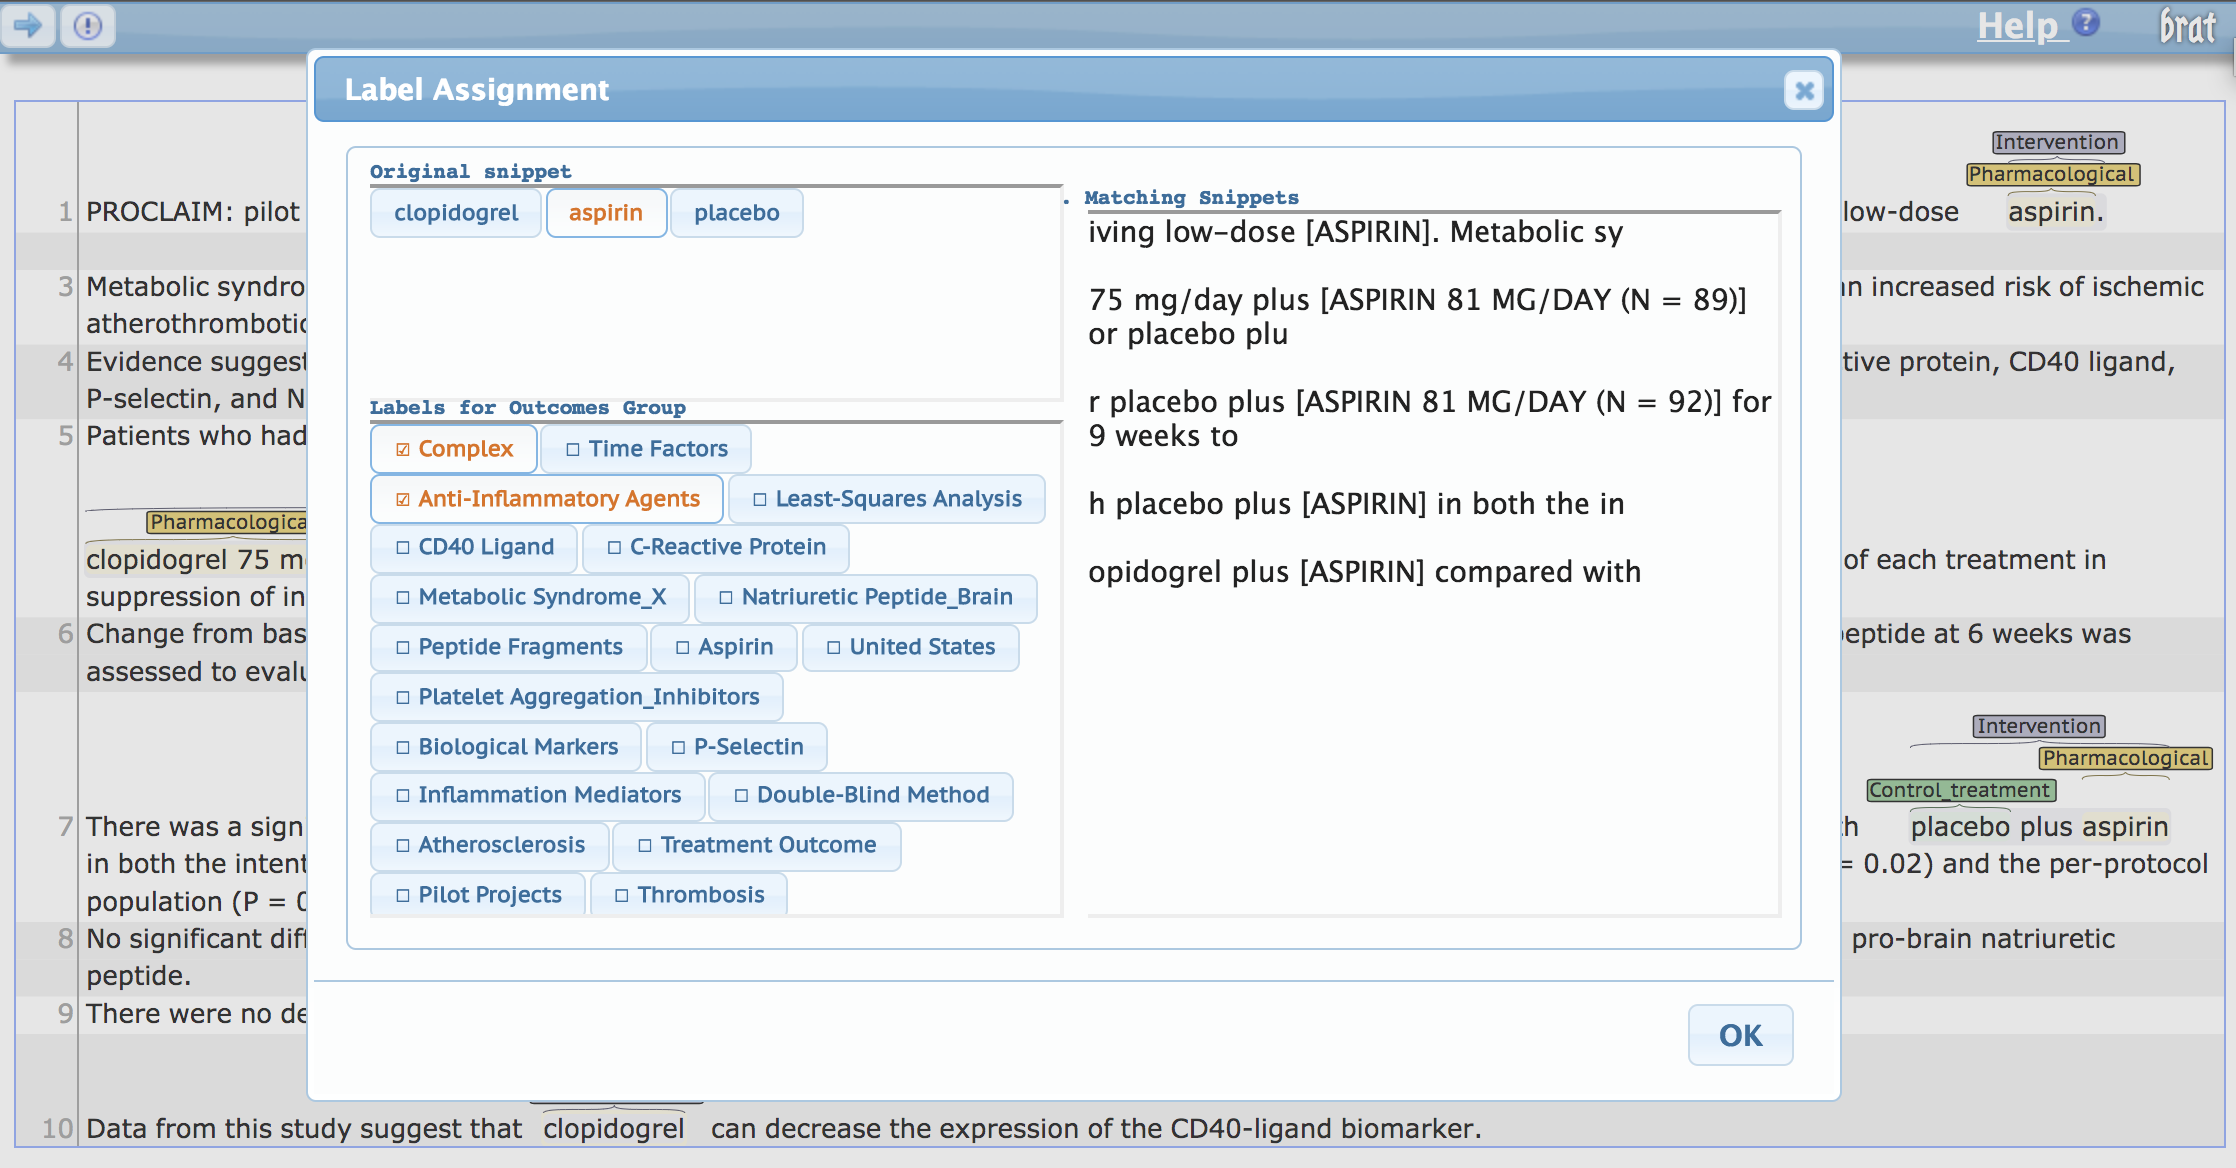 Help ?
brat
Label Assignment
Original snippet
clopidogrel aspirin placebo
Labels for Outcomes Group
☑ Complex ☐ Time Factors
☑ Anti-Inflammatory Agents ☐ Least-Squares Analysis
☐ CD40 Ligand ☐ C-Reactive Protein
☐ Metabolic Syndrome_X ☐ Natriuretic Peptide_Brain
☐ Peptide Fragments ☐ Aspirin ☐ United States
☐ Platelet Aggregation_Inhibitors
☐ Biological Markers ☐ P-Selectin
☐ Inflammation Mediators ☐ Double-Blind Method
☐ Atherosclerosis ☐ Treatment Outcome
☐ Pilot Projects ☐ Thrombosis
. Matching Snippets
iving low-dose [ASPIRIN]. Metabolic sy
75 mg/day plus [ASPIRIN 81 MG/DAY (N = 89)]
or placebo plu
r placebo plus [ASPIRIN 81 MG/DAY (N = 92)] for
9 weeks to
h placebo plus [ASPIRIN] in both the in
opidogrel plus [ASPIRIN] compared with
OK
Intervention
Pharmacological
1 PROCLAIM: pilot low-dose aspirin.
3 Metabolic syndro n increased risk of ischemic
atherothrombotic
4 Evidence suggest tive protein, CD40 ligand,
P-selectin, and N
5 Patients who had
Pharmacologica
clopidogrel 75 m of each treatment in
suppression of in
6 Change from bas eptide at 6 weeks was
assessed to evalu
Intervention
Pharmacological
Control_treatment
7 There was a sign h placebo plus aspirin
in both the intent = 0.02) and the per-protocol
population (P = 0
8 No significant diff pro-brain natriuretic
peptide.
9 There were no de
10 Data from this study suggest that clopidogrel can decrease the expression of the CD40-ligand biomarker.